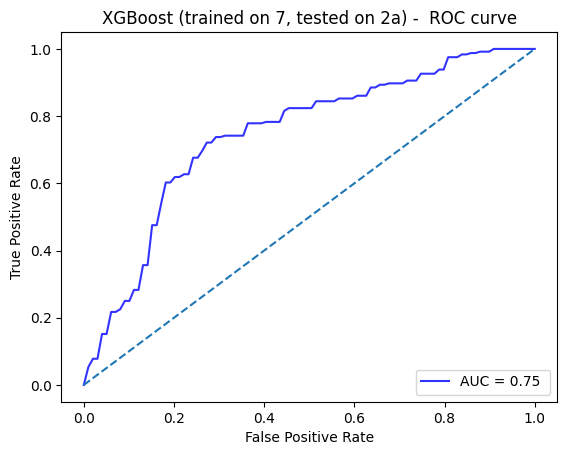 XGBoost (trained on 7, tested on 2a) -  ROC curve
True Positive Rate
1.0
0.8
0.6
0.4
0.2
0.0
AUC = 0.75
0.0 0.2 0.4 0.6 0.8 1.0
False Positive Rate